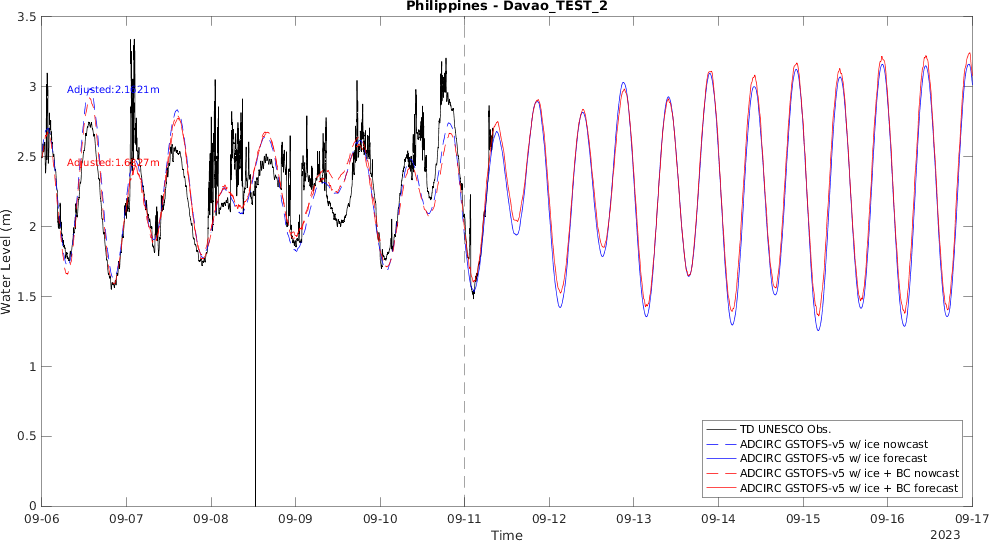 Philippines - Davao_TEST_2
3.5
3
2.5
2
1.5
1
0.5
0
Water Level (m)
Adjusted:2.1621m
TD UNESCO Obs.
ADCIRC GSTOFS-v5 w/ ice nowcast
ADCIRC GSTOFS-v5 w/ ice forecast
ADCIRC GSTOFS-v5 w/ ice + BC nowcast
ADCIRC GSTOFS-v5 w/ ice + BC forecast
09-06 09-07 09-08 09-09 09-10 09-11 09-12 09-13 09-14 09-15 09-16 09-17
Time
2023